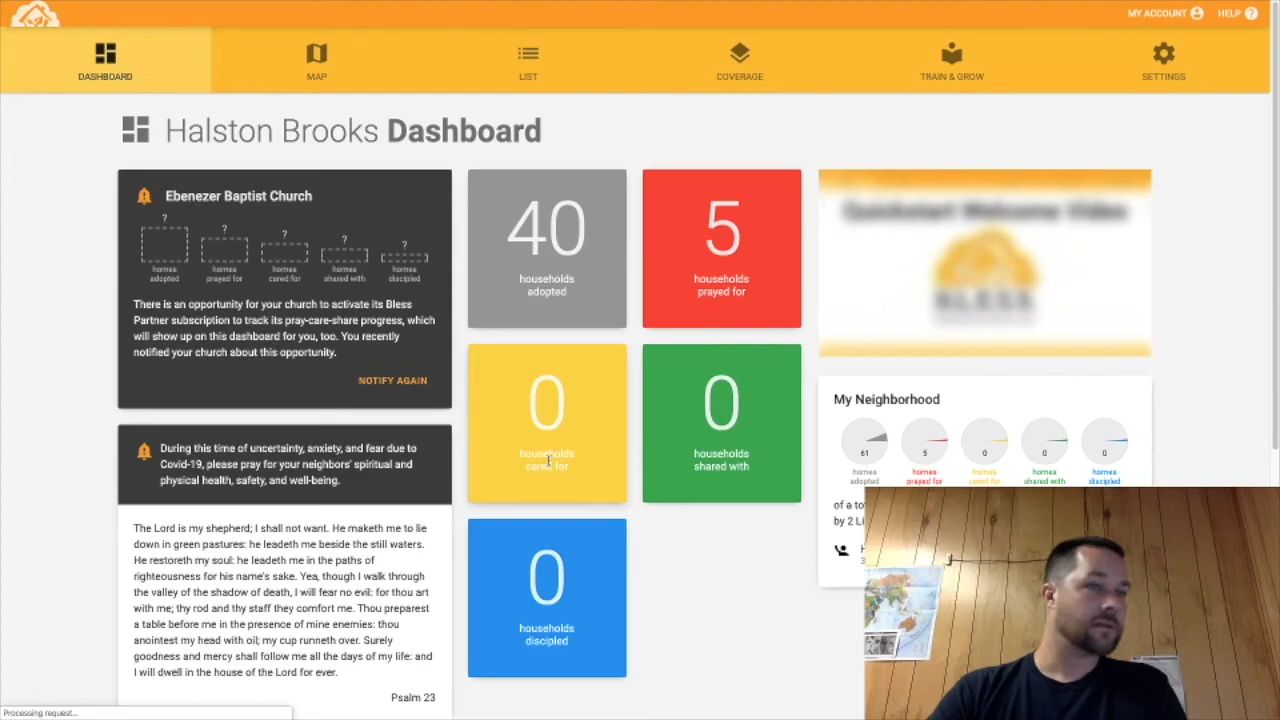 MY ACCOUNT
HELP ?
DASHBOARD
MAP
LIST
COVERAGE
TRAIN & GROW
SETTINGS
Halston Brooks Dashboard
Ebenezer Baptist Church
? ? ? ? ?
homes adopted
homes prayed for
homes cared for
homes shared with
homes discipled
There is an opportunity for your church to activate its Bless
Partner subscription to track its pray-care-share progress, which
will show up on this dashboard for you, too. You recently
notified your church about this opportunity.
NOTIFY AGAIN
During this time of uncertainty, anxiety, and fear due to
Covid-19, please pray for your neighbors' spiritual and
physical health, safety, and well-being.
The Lord is my shepherd; I shall not want. He maketh me to lie
down in green pastures: he leadeth me beside the still waters.
He restoreth my soul: he leadeth me in the paths of
righteousness for his name's sake. Yea, though I walk through
the valley of the shadow of death, I will fear no evil: for thou art
with me; thy rod and thy staff they comfort me. Thou preparest
a table before me in the presence of mine enemies: thou
anointest my head with oil; my cup runneth over. Surely
goodness and mercy shall follow me all the days of my life: and
I will dwell in the house of the Lord for ever.
Psalm 23
40
households
adopted
5
households
prayed for
0
households
cared for
0
households
shared with
0
households
discipled
Quickstart Welcome Video
BLESS
My Neighborhood
61
homes
adopted
5
homes
prayed for
0
homes
cared for
0
homes
shared with
0
homes
discipled
of a to
by 2 Li
H
3
Processing request...